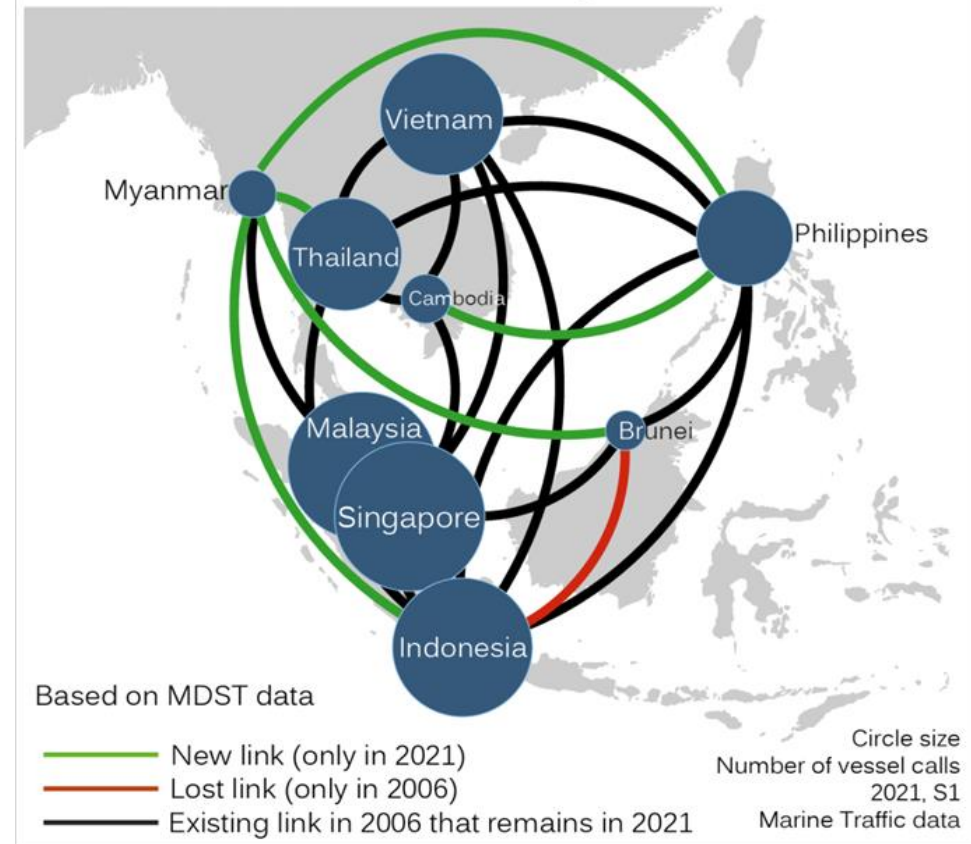 Vietnam
Myanmar
Philippines
Thailand
Cambodia
Malaysia
Brunei
Singapore
Indonesia
Based on MDST data
New link (only in 2021)
Lost link (only in 2006)
Existing link in 2006 that remains in 2021
Circle size
Number of vessel calls
2021, S1
Marine Traffic data